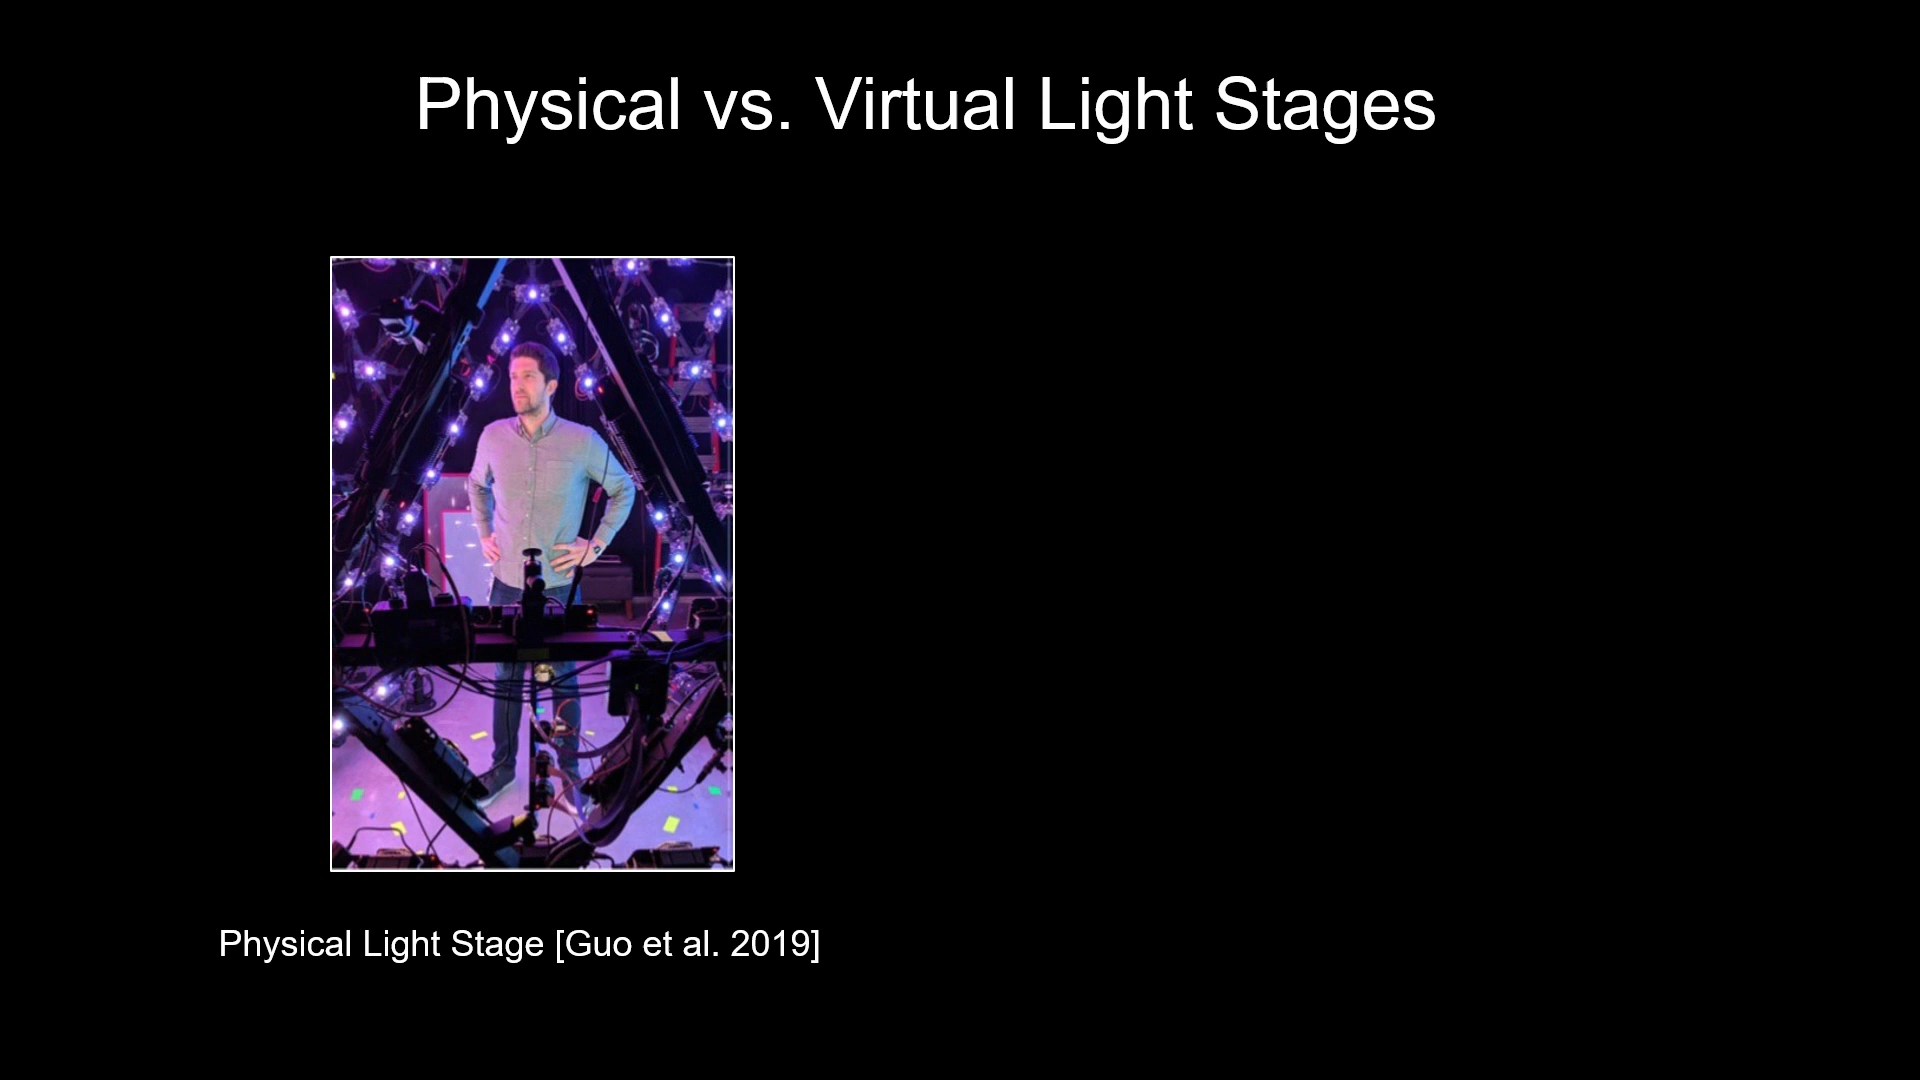 Physical vs. Virtual Light Stages
Physical Light Stage [Guo et al. 2019]